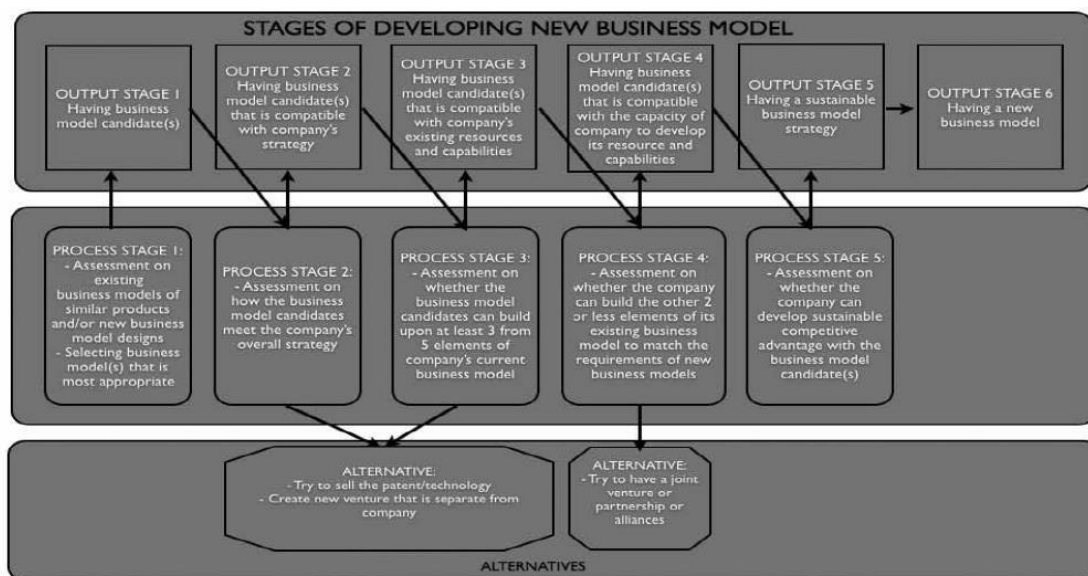 STAGES OF DEVELOPING NEW BUSINESS MODEL
OUTPUT STAGE 1
Having business
model candidate(s)
OUTPUT STAGE 2
Having business
model candidate(s)
that is compatible
with company's
strategy
OUTPUT STAGE 3
Having business
model candidate(s)
that is compatible
with company's
existing resources
and capabilities
OUTPUT STAGE 4
Having business
model candidate(s)
that is compatible
with the capacity of
company to develop
its resource and
capabilities
OUTPUT STAGE 5
Having a sustainable
business model
strategy
OUTPUT STAGE 6
Having a new
business model
PROCESS STAGE 1:
- Assessment on
existing
business models of
similar products
and/or new business
model designs
- Selecting business
model(s) that is
most appropriate
PROCESS STAGE 2:
- Assessment on
how the business
model candidates
meet the company's
overall strategy
PROCESS STAGE 3:
- Assessment on
whether the
business model
candidates can build
upon at least 3 from
5 elements of
company's current
business model
PROCESS STAGE 4:
- Assessment on
whether the company
can build the other 2
or less elements of its
existing business
model to match the
requirements of new
business models
PROCESS STAGE 5:
- Assessment on
whether the
company can
develop sustainable
competitive
advantage with the
business model
candidate(s)
ALTERNATIVE:
- Try to sell the patent/technology
- Create new venture that is separate from
company
ALTERNATIVE:
- Try to have a joint
venture or
partnership or
alliances
ALTERNATIVES